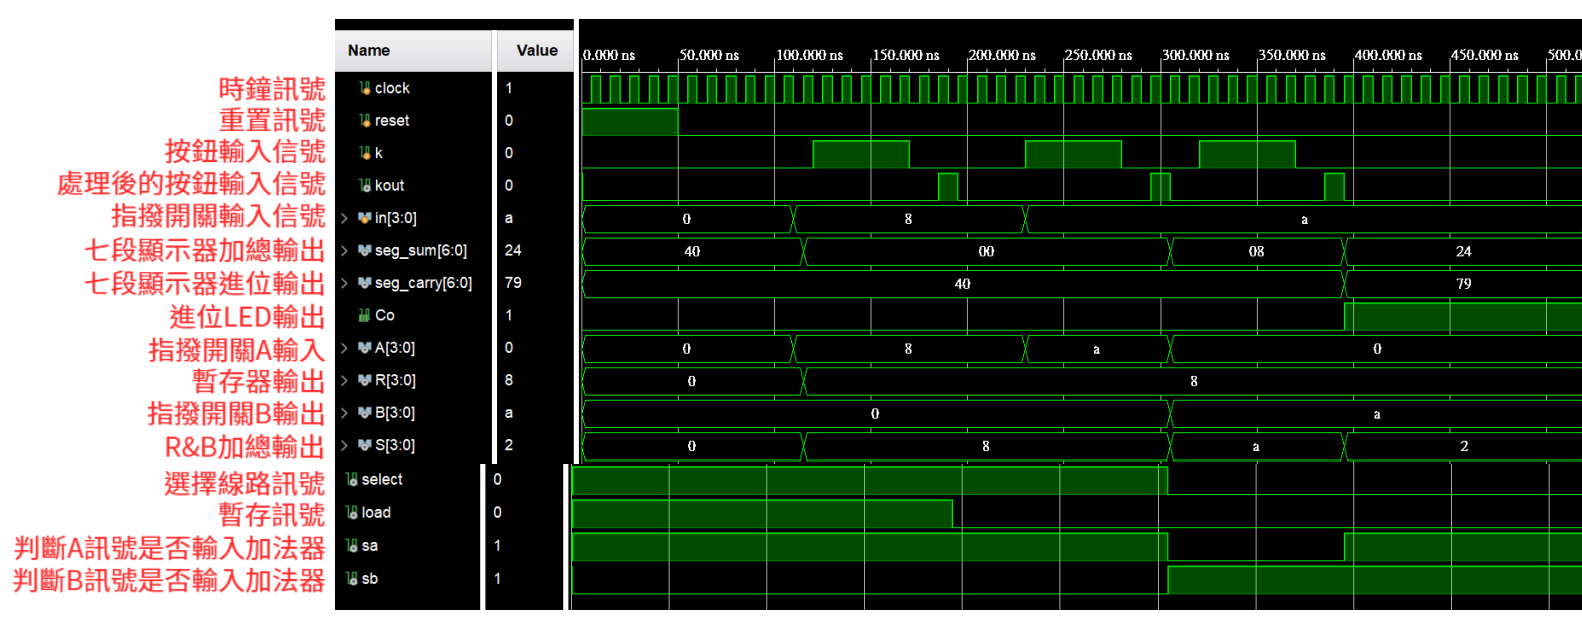 Name Value 0.000 ns 50.000 ns 100.000 ns 150.000 ns 200.000 ns 250.000 ns 300.000 ns 350.000 ns 400.000 ns 450.000 ns 500.0
時鐘訊號 clock 1
重置訊號 reset 0
按鈕輸入信號 k 0
處理後的按鈕輸入信號 kout 0
指撥開關輸入信號 in[3:0] a 0 8 a
七段顯示器加總輸出 seg_sum[6:0] 24 40 00 08 24
七段顯示器進位輸出 seg_carry[6:0] 79 40 79
進位LED輸出 Co 1
指撥開關A輸入 A[3:0] 0 0 8 a 0
暫存器輸出 R[3:0] 8 0 8
指撥開關B輸出 B[3:0] a 0 a
R&B加總輸出 S[3:0] 2 0 8 a 2
選擇線路訊號 select 0
暫存訊號 load 0
判斷A訊號是否輸入加法器 sa 1
判斷B訊號是否輸入加法器 sb 1